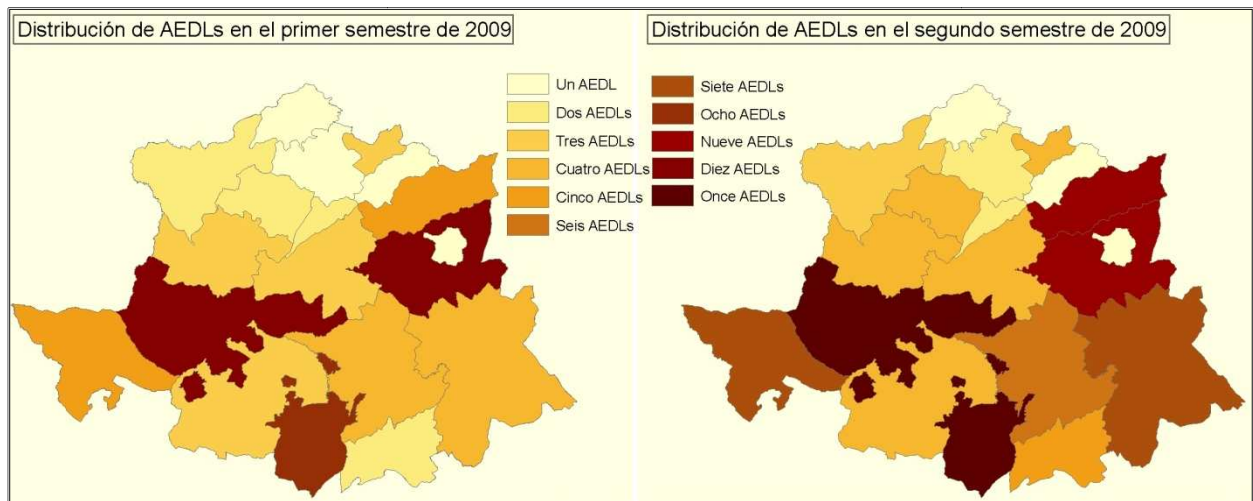 Distribución de AEDLs en el primer semestre de 2009
Distribución de AEDLs en el segundo semestre de 2009
Un AEDL
Dos AEDLs
Tres AEDLs
Cuatro AEDLs
Cinco AEDLs
Seis AEDLs
Siete AEDLs
Ocho AEDLs
Nueve AEDLs
Diez AEDLs
Once AEDLs